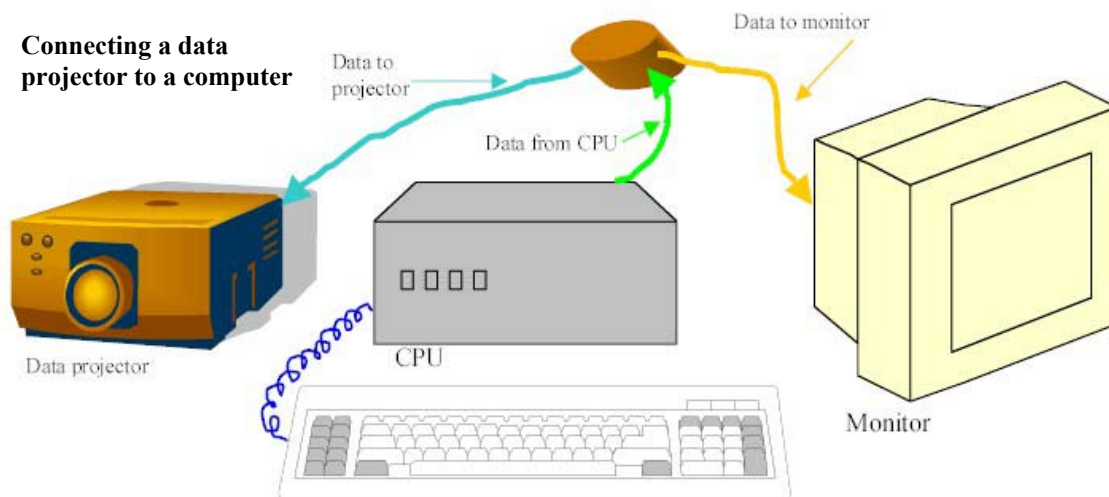 Connecting a data
projector to a computer
Data to
projector
Data to monitor
Data from CPU
Data projector
CPU
Monitor